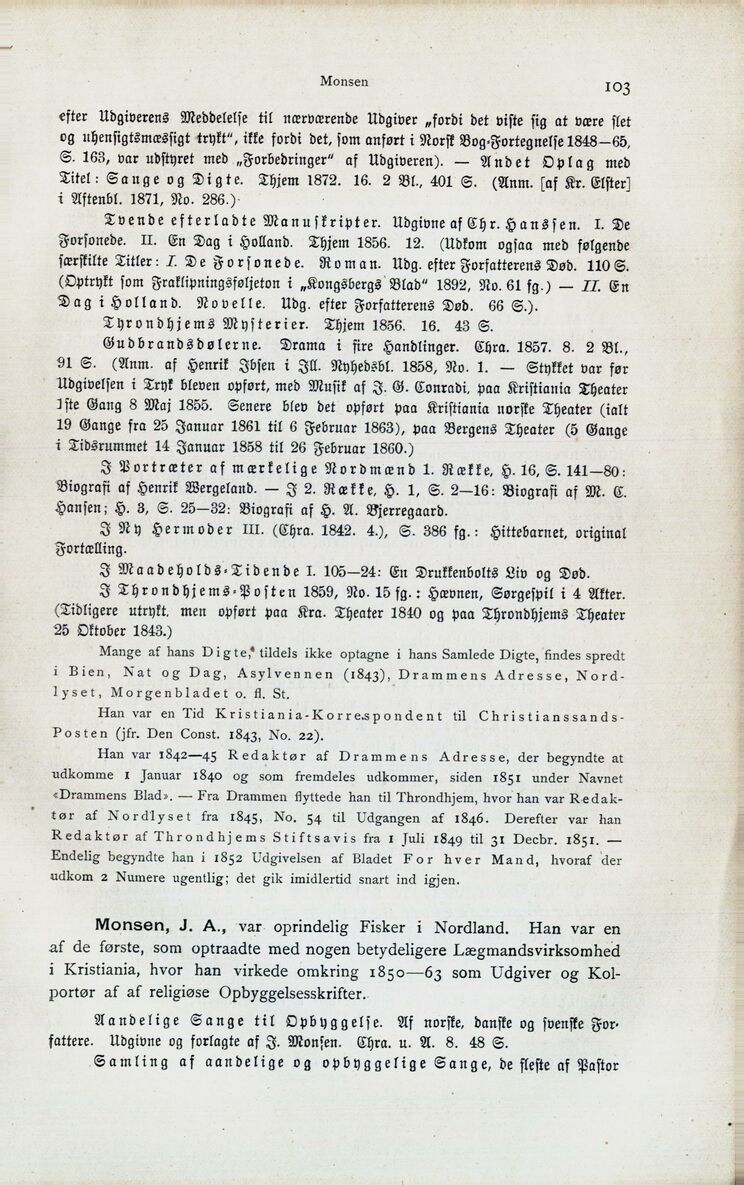 Monsen 103
efter Udgiverens Meddelelse til nærværende Udgiver „fordi det viste sig at være slet
og uhensigtsmæssigt trykt“, ikke fordi det, som anført i Norsk Bog-Fortegnelse 1848—65,
S. 163, var udstyret med „Forbedringer“ af Udgiveren). — Andet Oplag med
Titel: Sange og Digte. Thjem 1872. 16. 2 Bl., 401 S. (Anm. [af Kr. Elster]
i Aftenbl. 1871, No. 286.)
Tvende efterladte Manuskripter. Udgivne af Chr. Hanssen. I. De
Forsonede. II. En Dag i Holland. Thjem 1856. 12. (Udkom ogsaa med følgende
særskilte Titler: I. De Forsonede. Roman. Udg. efter Forfatterens Død. 110 S.
(Optrykt som Fraklipningsføljeton i „Kongsbergs Blad“ 1892, No. 61 fg.) — II. En
Dag i Holland. Novelle. Udg. efter Forfatterens Død. 66 S.).
Tyrondhjems Mysterier. Thjem 1856. 16. 43 S.
Gudbrandsdølerne. Drama i fire Handlinger. Chra. 1857. 8. 2 Bl.,
91 S. (Anm. af Henrik Ibsen i Ill. Nyhedsbl. 1858, No. 1. — Stykket var før
Udgivelsen i Tryk bleven opført, med Musik af J. G. Conradi, paa Kristiania Theater
1ste Gang 8 Maj 1855. Senere blev det opført paa Kristiania norske Theater (ialt
19 Gange fra 25 Januar 1861 til 6 Februar 1863), paa Bergens Theater (5 Gange
i Tidsrummet 14 Januar 1858 til 26 Februar 1860.)
I Portræter af mærkelige Nordmænd 1. Række, H. 16, S. 141—80:
Biografi af Henrik Wergeland. — I 2. Række, H. 1, S. 2—16: Biografi af M. C.
Hansen; H. 3, S. 25—32: Biografi af H. A. Bjerregaard.
I Ny Hermoder III. (Chra. 1842. 4.), S. 386 fg.: Hittebarnet, original
Fortælling.
I Maadeholds-Tidende I. 105—24: En Drukkenbolts Liv og Død.
I Throndhjems-Posten 1859, No. 15 fg.: Hævnen, Sørgespil i 4 Akter.
(Tidligere utrykt, men opført paa Kra. Theater 1840 og paa Throndhjems Theater
25 Oktober 1843.)
Mange af hans Digte, tildels ikke optagne i hans Samlede Digte, findes spredt
i Bien, Nat og Dag, Asylvennen (1843), Drammens Adresse, Nord-
lyset, Morgenbladet o. fl. St.
Han var en Tid Kristiania-Korrespondent til Christianssands-
Posten (jfr. Den Const. 1843, No. 22).
Han var 1842—45 Redaktør af Drammens Adresse, der begyndte at
udkomme 1 Januar 1840 og som fremdeles udkommer, siden 1851 under Navnet
«Drammens Blad». — Fra Drammen flyttede han til Throndhjem, hvor han var Redak-
tør af Nordlyset fra 1845, No. 54 til Udgangen af 1846. Derefter var han
Redaktør af Throndhjems Stiftsavis fra 1 Juli 1849 til 31 Decbr. 1851. —
Endelig begyndte han i 1852 Udgivelsen af Bladet For hver Mand, hvoraf der
udkom 2 Numere ugentlig; det gik imidlertid snart ind igjen.
Monsen, J. A., var oprindelig Fisker i Nordland. Han var en
af de første, som optraadte med nogen betydeligere Lægmandsvirksomhed
i Kristiania, hvor han virkede omkring 1850—63 som Udgiver og Kol-
portør af af religiøse Opbyggelsesskrifter.
Aandelige Sange til Opbyggelse. Af norske, danske og svenske For-
fattere. Udgivne og forlagte af J. Monsen. Chra. u. A. 8. 48 S.
Samling af aandelige og opbyggelige Sange, de fleste af Pastor